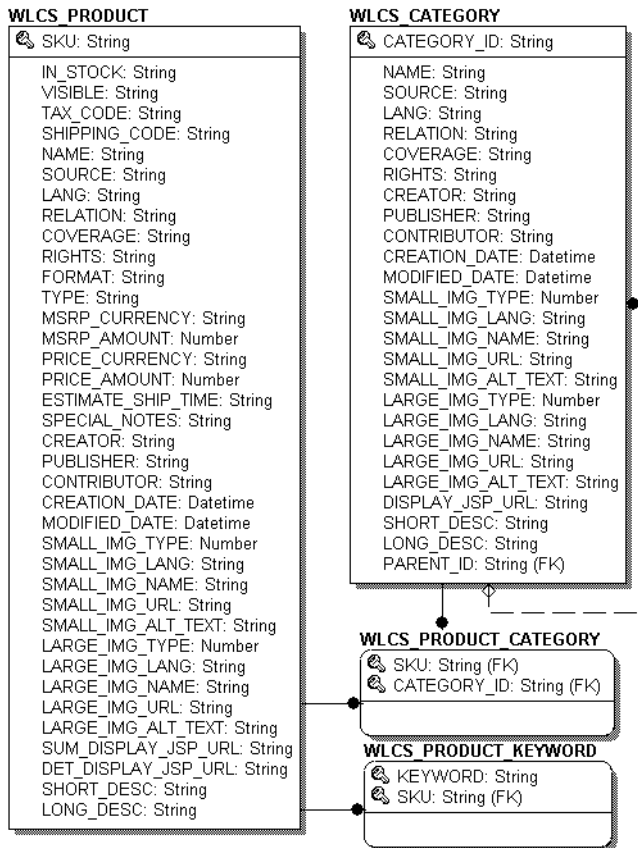 WLCS_PRODUCT
SKU: String
IN_STOCK: String
VISIBLE: String
TAX_CODE: String
SHIPPING_CODE: String
NAME: String
SOURCE: String
LANG: String
RELATION: String
COVERAGE: String
RIGHTS: String
FORMAT: String
TYPE: String
MSRP_CURRENCY: String
MSRP_AMOUNT: Number
PRICE_CURRENCY: String
PRICE_AMOUNT: Number
ESTIMATE_SHIP_TIME: String
SPECIAL_NOTES: String
CREATOR: String
PUBLISHER: String
CONTRIBUTOR: String
CREATION_DATE: Datetime
MODIFIED_DATE: Datetime
SMALL_IMG_TYPE: Number
SMALL_IMG_LANG: String
SMALL_IMG_NAME: String
SMALL_IMG_URL: String
SMALL_IMG_ALT_TEXT: String
LARGE_IMG_TYPE: Number
LARGE_IMG_LANG: String
LARGE_IMG_NAME: String
LARGE_IMG_URL: String
LARGE_IMG_ALT_TEXT: String
SUM_DISPLAY_JSP_URL: String
DET_DISPLAY_JSP_URL: String
SHORT_DESC: String
LONG_DESC: String
WLCS_CATEGORY
CATEGORY_ID: String
NAME: String
SOURCE: String
LANG: String
RELATION: String
COVERAGE: String
RIGHTS: String
CREATOR: String
PUBLISHER: String
CONTRIBUTOR: String
CREATION_DATE: Datetime
MODIFIED_DATE: Datetime
SMALL_IMG_TYPE: Number
SMALL_IMG_LANG: String
SMALL_IMG_NAME: String
SMALL_IMG_URL: String
SMALL_IMG_ALT_TEXT: String
LARGE_IMG_TYPE: Number
LARGE_IMG_LANG: String
LARGE_IMG_NAME: String
LARGE_IMG_URL: String
LARGE_IMG_ALT_TEXT: String
DISPLAY_JSP_URL: String
SHORT_DESC: String
LONG_DESC: String
PARENT_ID: String (FK)
WLCS_PRODUCT_CATEGORY
SKU: String (FK)
CATEGORY_ID: String (FK)
WLCS_PRODUCT_KEYWORD
KEYWORD: String
SKU: String (FK)